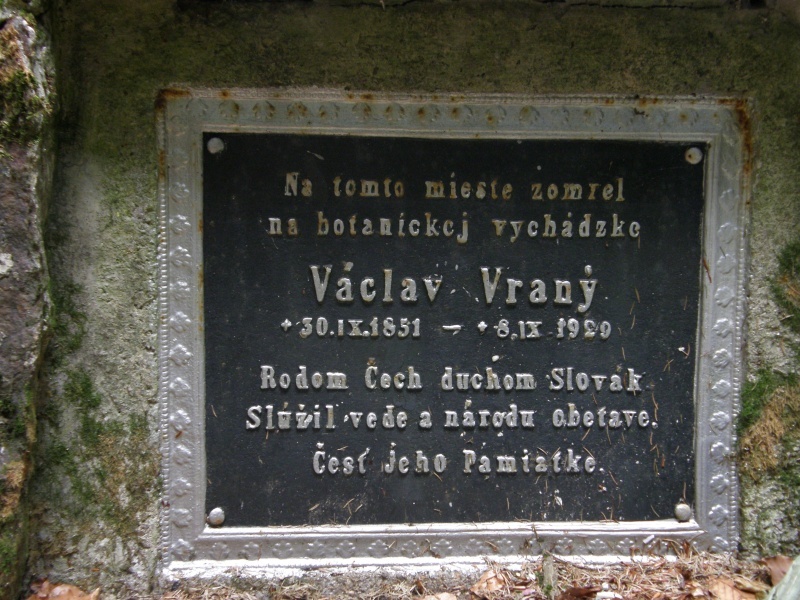 Na tomto mieste zomrel
na botanickej vychádzke
Václav Vraný
+ 30.IX.1851 – + 8.IX 1929
Rodom Čech duchom Slovák
Slúžil vede a národu obetave.
Česť Jeho Pamiatke.